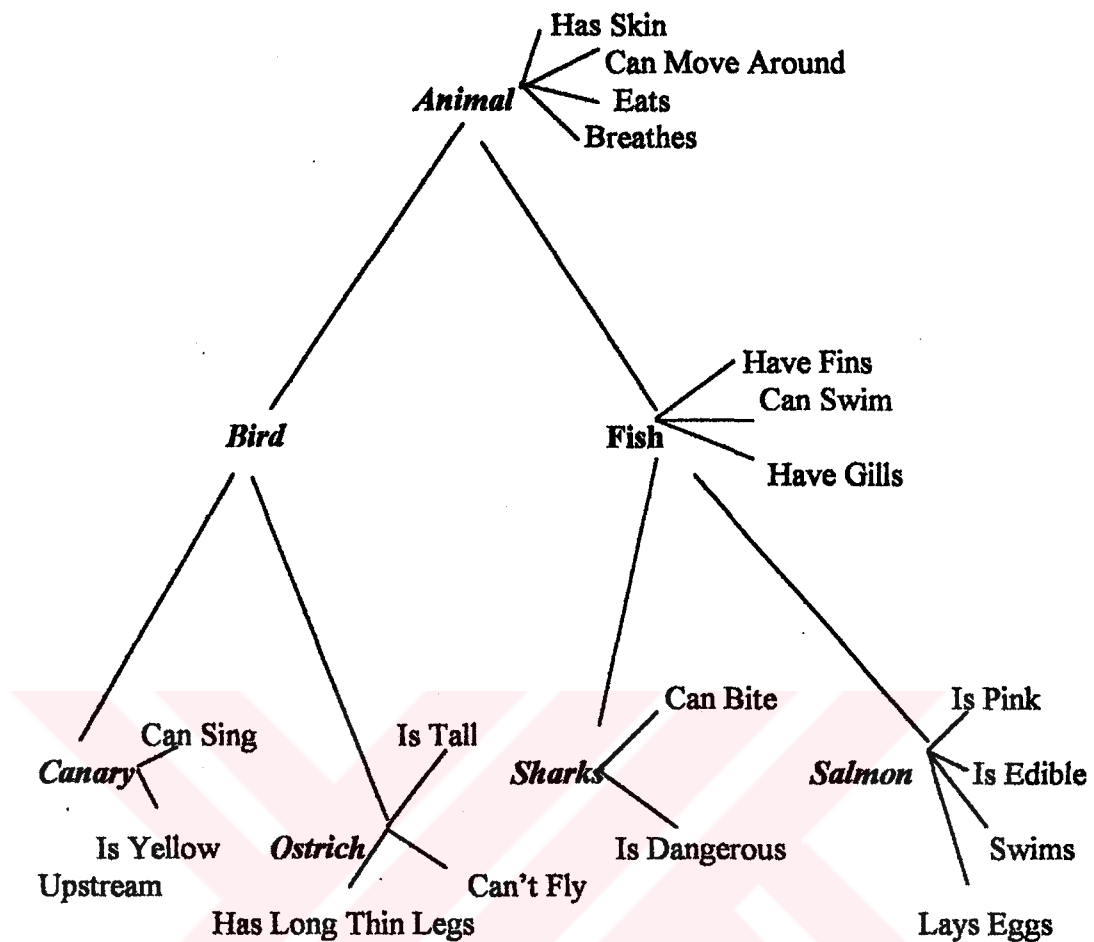 Has Skin
Can Move Around
Animal
Eats
Breathes
Have Fins
Can Swim
Bird
Fish
Have Gills
Can Bite
Is Pink
Can Sing
Is Tall
Canary
Sharks
Salmon
Is Edible
Is Yellow
Ostrich
Is Dangerous
Swims
Upstream
Can't Fly
Has Long Thin Legs
Lays Eggs